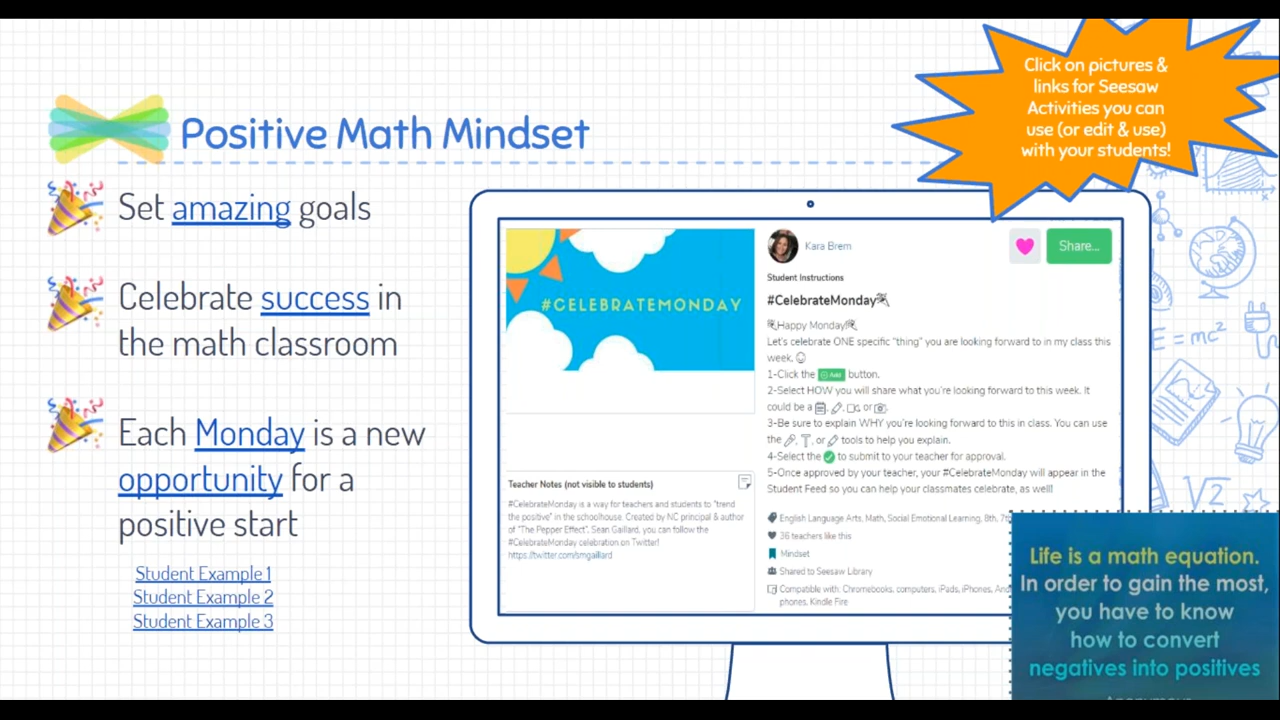 Click on pictures &
links for Seesaw
Activities you can
use (or edit & use)
with your students!
Positive Math Mindset
Set amazing goals
Celebrate success in
the math classroom
Each Monday is a new
opportunity for a
positive start
Student Example 1
Student Example 2
Student Example 3
#CELEBRATEMONDAY
Teacher Notes (not visible to students)
#CelebrateMonday is a way for teachers and students to "trend
the positive" in the schoolhouse. Created by NC principal & author
of "The Pepper Effect", Sean Gaillard, you can follow the
#CelebrateMonday celebration on Twitter!
https://twitter.com/smgaillard
Kara Brem
Share...
Student Instructions
#CelebrateMonday
Happy Monday
Let's celebrate ONE specific "thing" you are looking forward to in my class this
week.
1-Click the Add button.
2-Select HOW you will share what you're looking forward to this week. It
could be a , , , or .
3-Be sure to explain WHY you're looking forward to this in class. You can use
the , T, or tools to help you explain.
4-Select the to submit to your teacher for approval.
5-Once approved by your teacher, your #CelebrateMonday will appear in the
Student Feed so you can help your classmates celebrate, as well!
English Language Arts, Math, Social Emotional Learning, 8th, 7th
36 teachers like this
Mindset
Shared to Seesaw Library
Compatible with: Chromebooks, computers, iPads, iPhones, And
phones, Kindle Fire
E = mc²
√2
Life is a math equation.
In order to gain the most,
you have to know
how to convert
negatives into positives